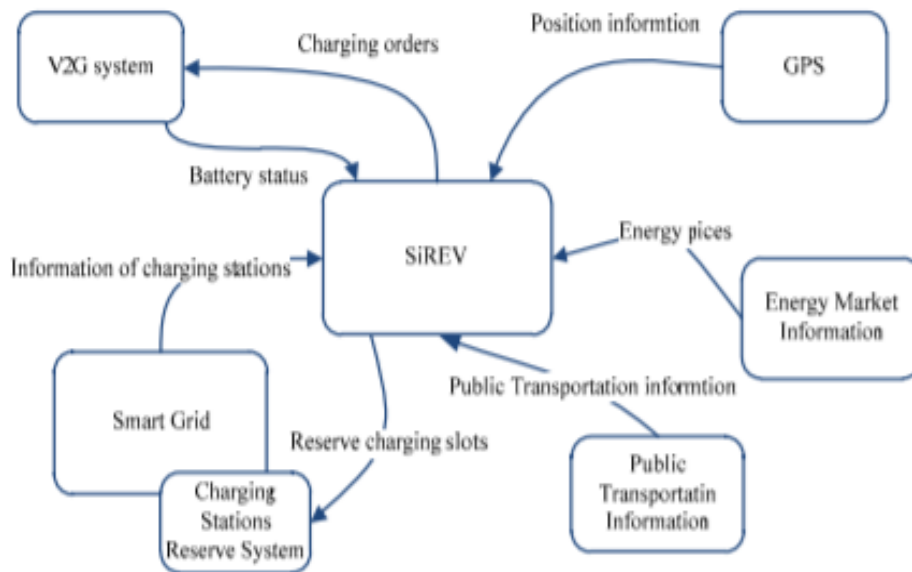 Position informtion
Charging orders
V2G system
GPS
Battery status
SiREV
Energy pices
Information of charging stations
Energy Market
Information
Public Transportation informtion
Smart Grid
Reserve charging slots
Charging
Stations
Reserve System
Public
Transportatin
Information